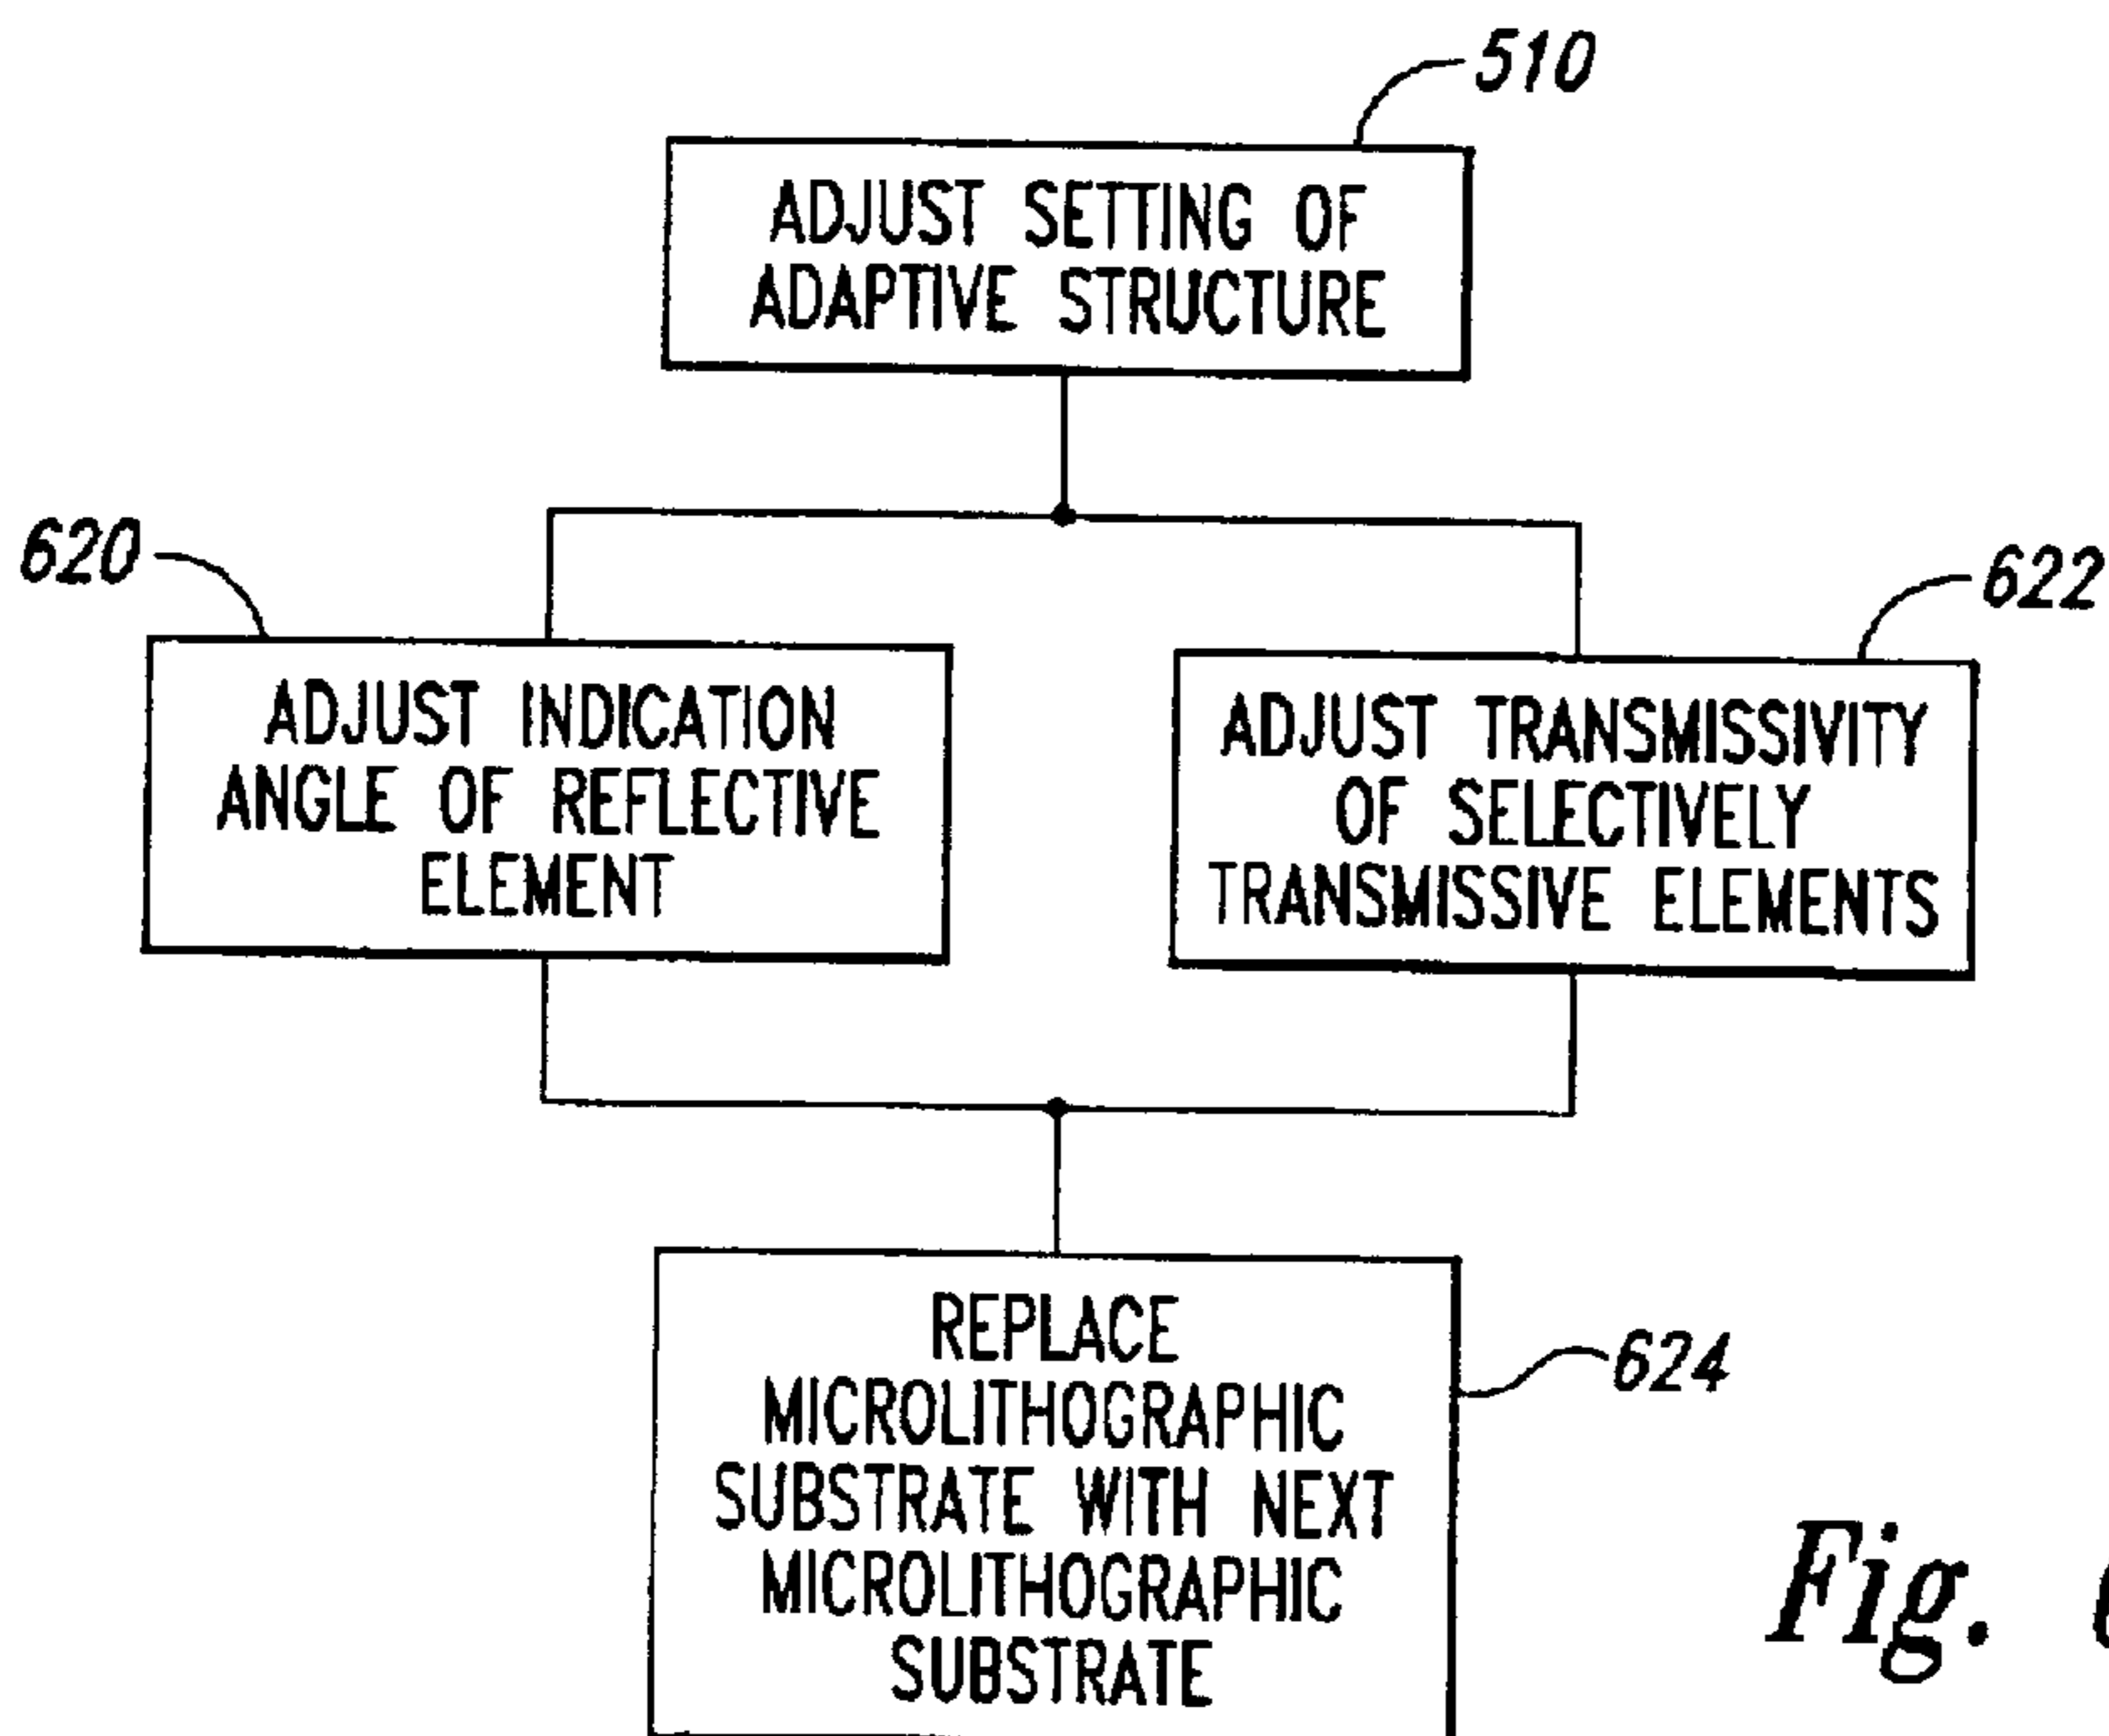 510
ADJUST SETTING OF
ADAPTIVE STRUCTURE
620
622
ADJUST INDICATION
ANGLE OF REFLECTIVE
ELEMENT
ADJUST TRANSMISSIVITY
OF SELECTIVELY
TRANSMISSIVE ELEMENTS
REPLACE
MICROLITHOGRAPHIC
SUBSTRATE WITH NEXT
MICROLITHOGRAPHIC
SUBSTRATE
624
Fig.